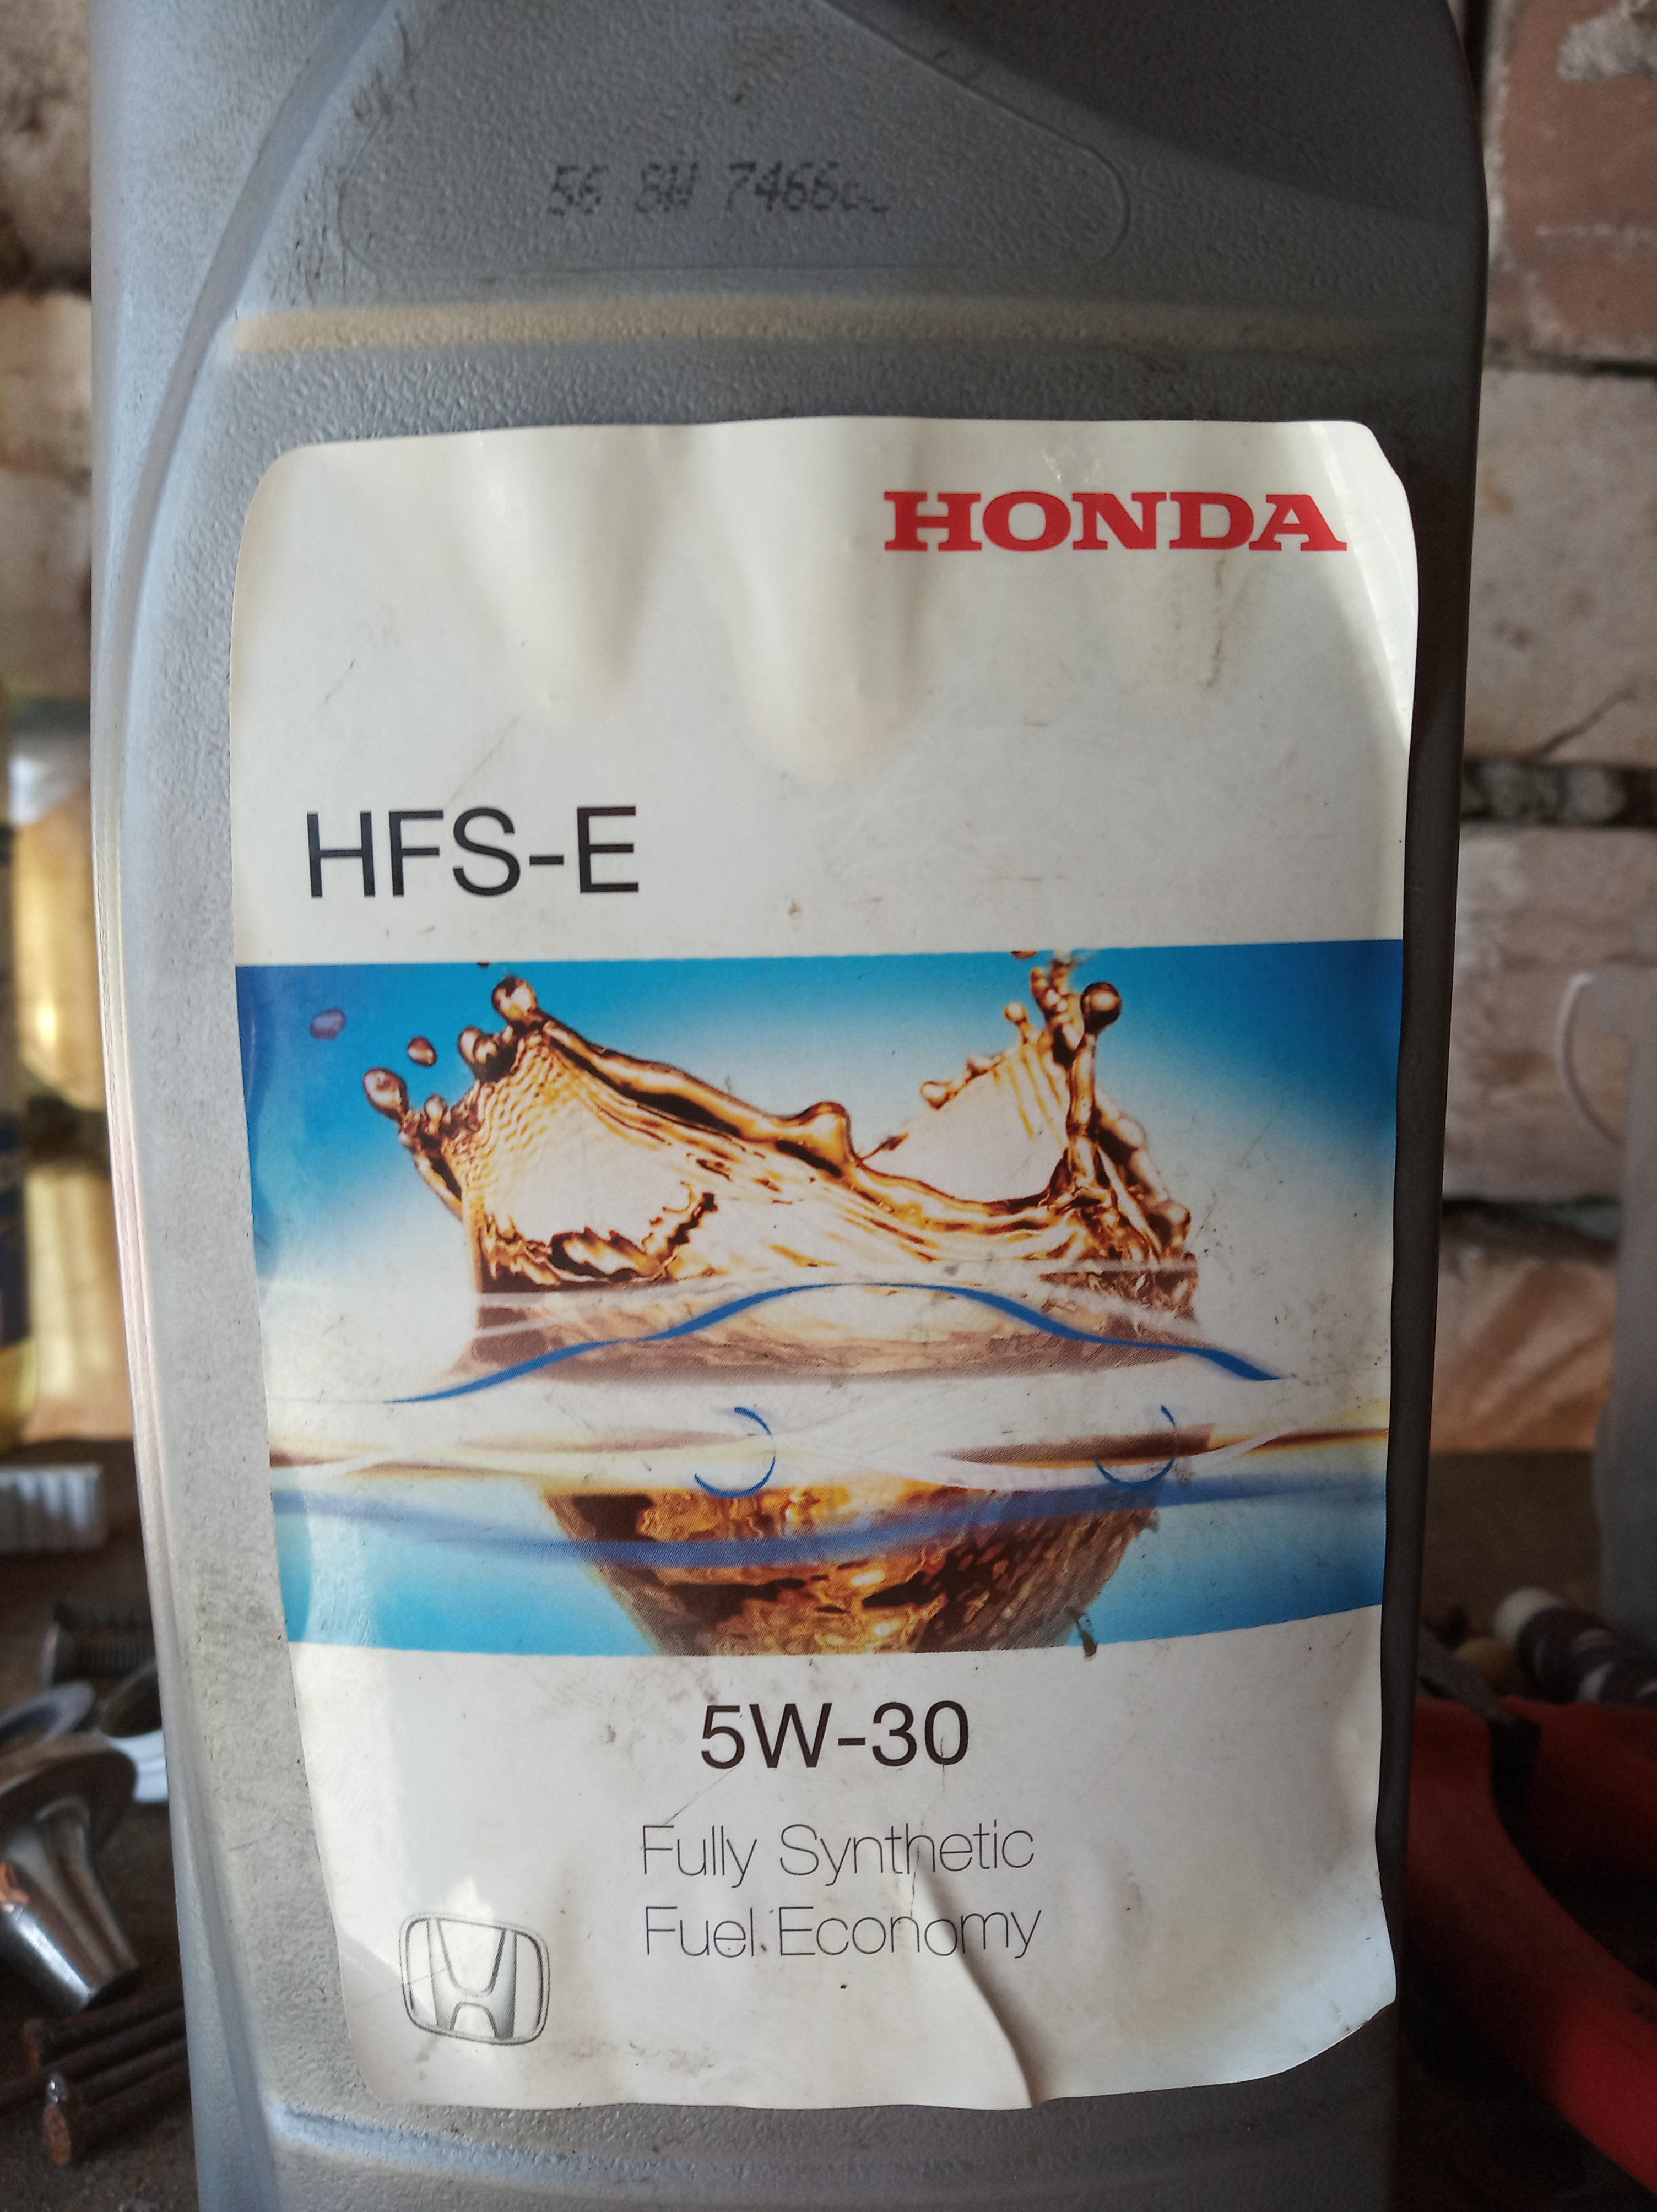 HONDA
HFS-E
5W-30
Fully Synthetic
Fuel Economy